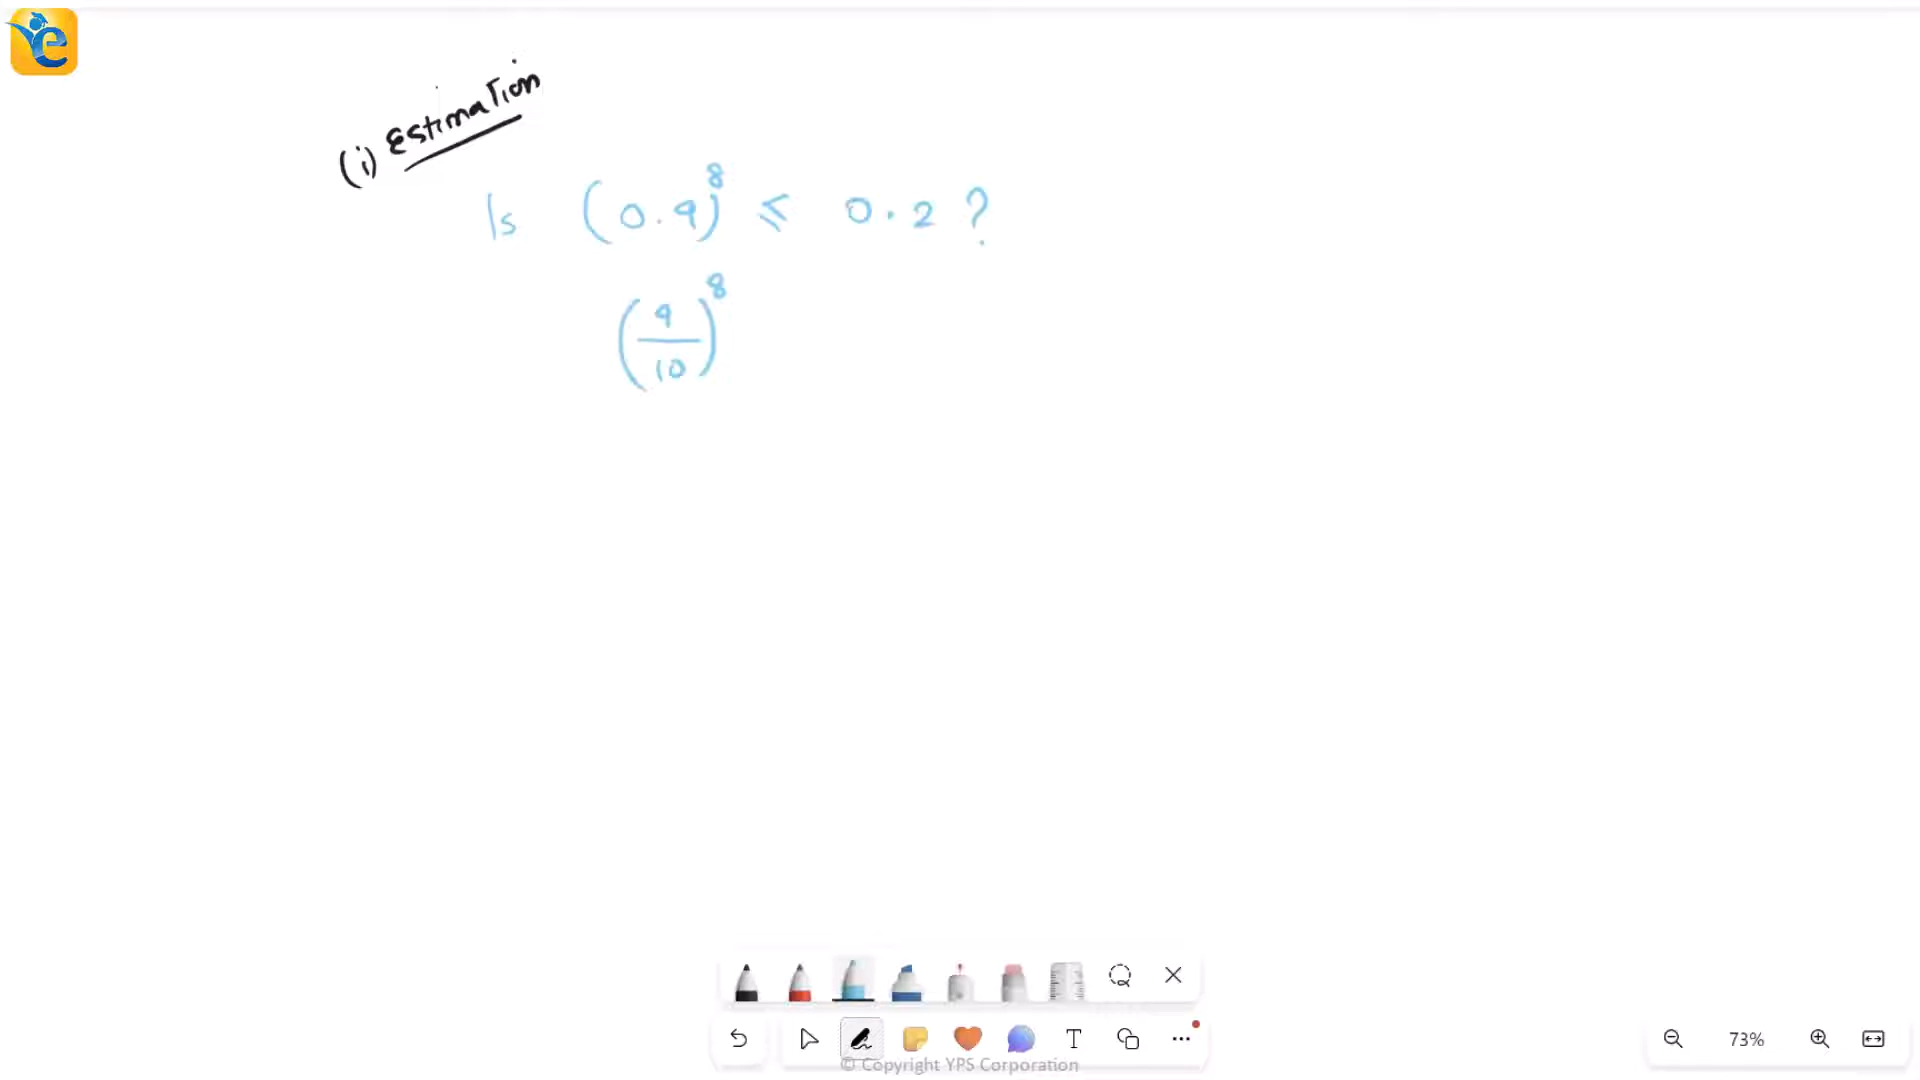 (i) Estimation
Is (0.9)^8 ⩽ 0.2 ?
(9/10)^8
T
73%
© Copyright YPS Corporation